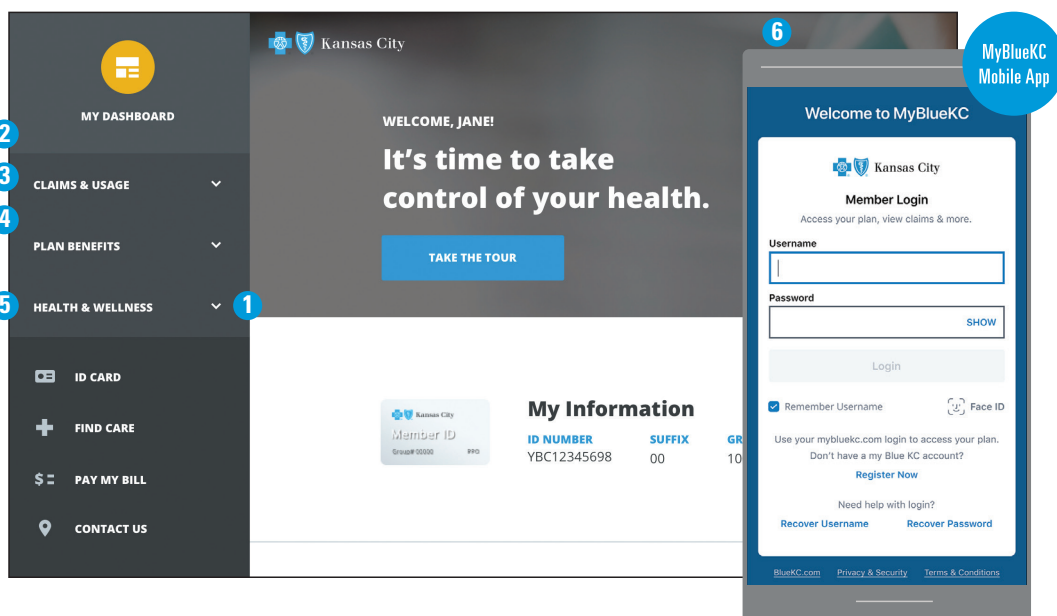 MY DASHBOARD
2
3
CLAIMS & USAGE
4
PLAN BENEFITS
5
HEALTH & WELLNESS
1
ID CARD
FIND CARE
$
PAY MY BILL
CONTACT US
Kansas City
WELCOME, JANE!
It’s time to take
control of your health.
TAKE THE TOUR
Kansas City
Member ID
Group# 00000 PPO
My Information
ID NUMBER SUFFIX GR
YBC12345698 00 10
6
MyBlueKC
Mobile App
Welcome to MyBlueKC
Kansas City
Member Login
Access your plan, view claims & more.
Username
Password
SHOW
Login
Remember Username
Face ID
Use your mybluekc.com login to access your plan.
Don’t have a my Blue KC account?
Register Now
Need help with login?
Recover Username Recover Password
BlueKC.com Privacy & Security Terms & Conditions